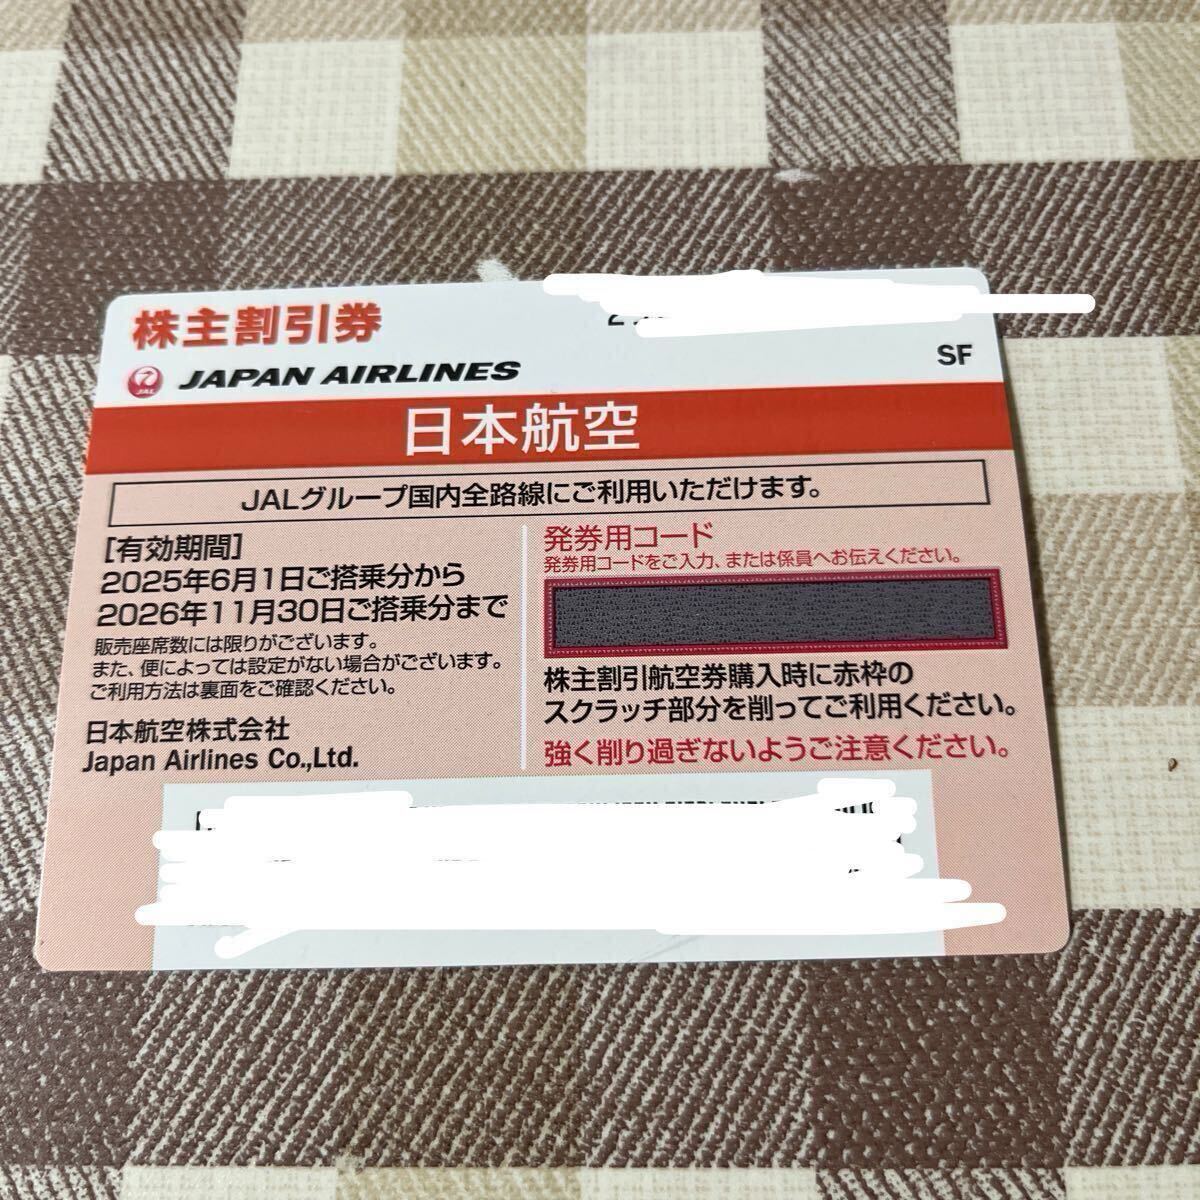 株主割引券
JAL JAPAN AIRLINES
SF
日本航空
JALグループ国内全路線にご利用いただけます。
[有効期間]
2025年6月1日ご搭乗分から
2026年11月30日ご搭乗分まで
販売座席数には限りがございます。
また、便によっては設定がない場合がございます。
ご利用方法は裏面をご確認ください。
日本航空株式会社
Japan Airlines Co.,Ltd.
発券用コード
発券用コードをご入力、または係員へお伝えください。
株主割引航空券購入時に赤枠の
スクラッチ部分を削ってご利用ください。
強く削り過ぎないようご注意ください。